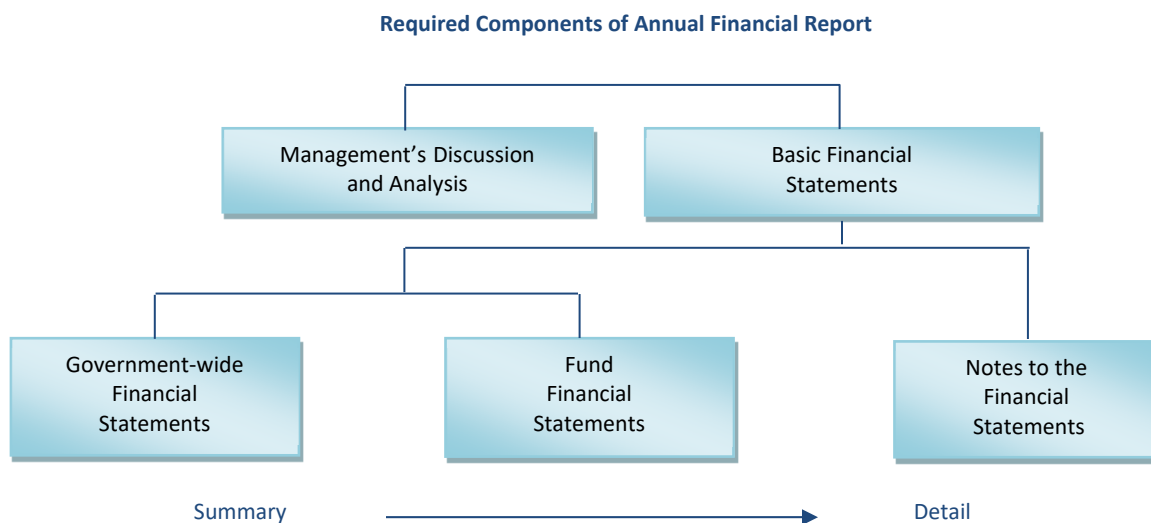 Required Components of Annual Financial Report
Management’s Discussion
and Analysis
Basic Financial
Statements
Government-wide
Financial
Statements
Fund
Financial
Statements
Notes to the
Financial
Statements
Summary
Detail